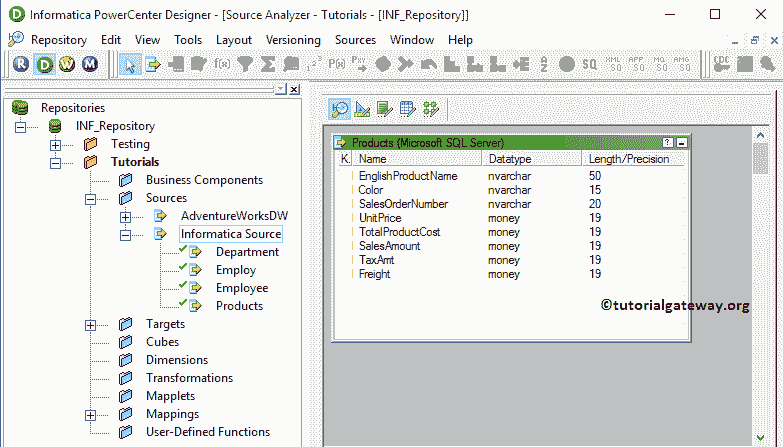 Informatica PowerCenter Designer - [Source Analyzer - Tutorials - [INF_Repository]]
Repository Edit View Tools Layout Versioning Sources Window Help
R D W M
Repositories
INF_Repository
Testing
Tutorials
Business Components
Sources
AdventureWorksDW
Informatica Source
Department
Employ
Employee
Products
Targets
Cubes
Dimensions
Transformations
Mapplets
Mappings
User-Defined Functions
Products (Microsoft SQL Server)
K. Name Datatype Length/Precision
EnglishProductName nvarchar 50
Color nvarchar 15
SalesOrderNumber nvarchar 20
UnitPrice money 19
TotalProductCost money 19
SalesAmount money 19
TaxAmt money 19
Freight money 19
©tutorialgateway.org